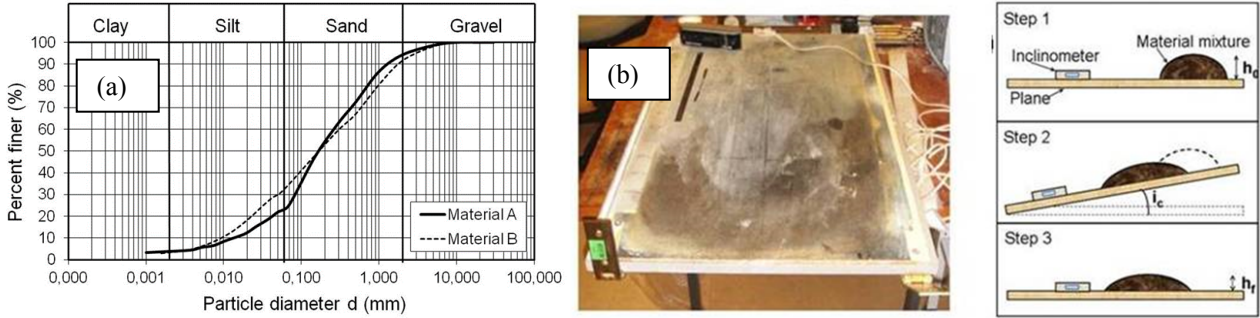 Clay Silt Sand Gravel
100
90
80
70
60
50
40
30
20
10
0
Percent finer (%)
(a)
Material A
Material B
0,000 0,001 0,010 0,100 1,000 10,000 100,000
Particle diameter d (mm)
(b)
Step 1
Inclinometer
Material mixture
Plane
Step 2
ic
Step 3
hf